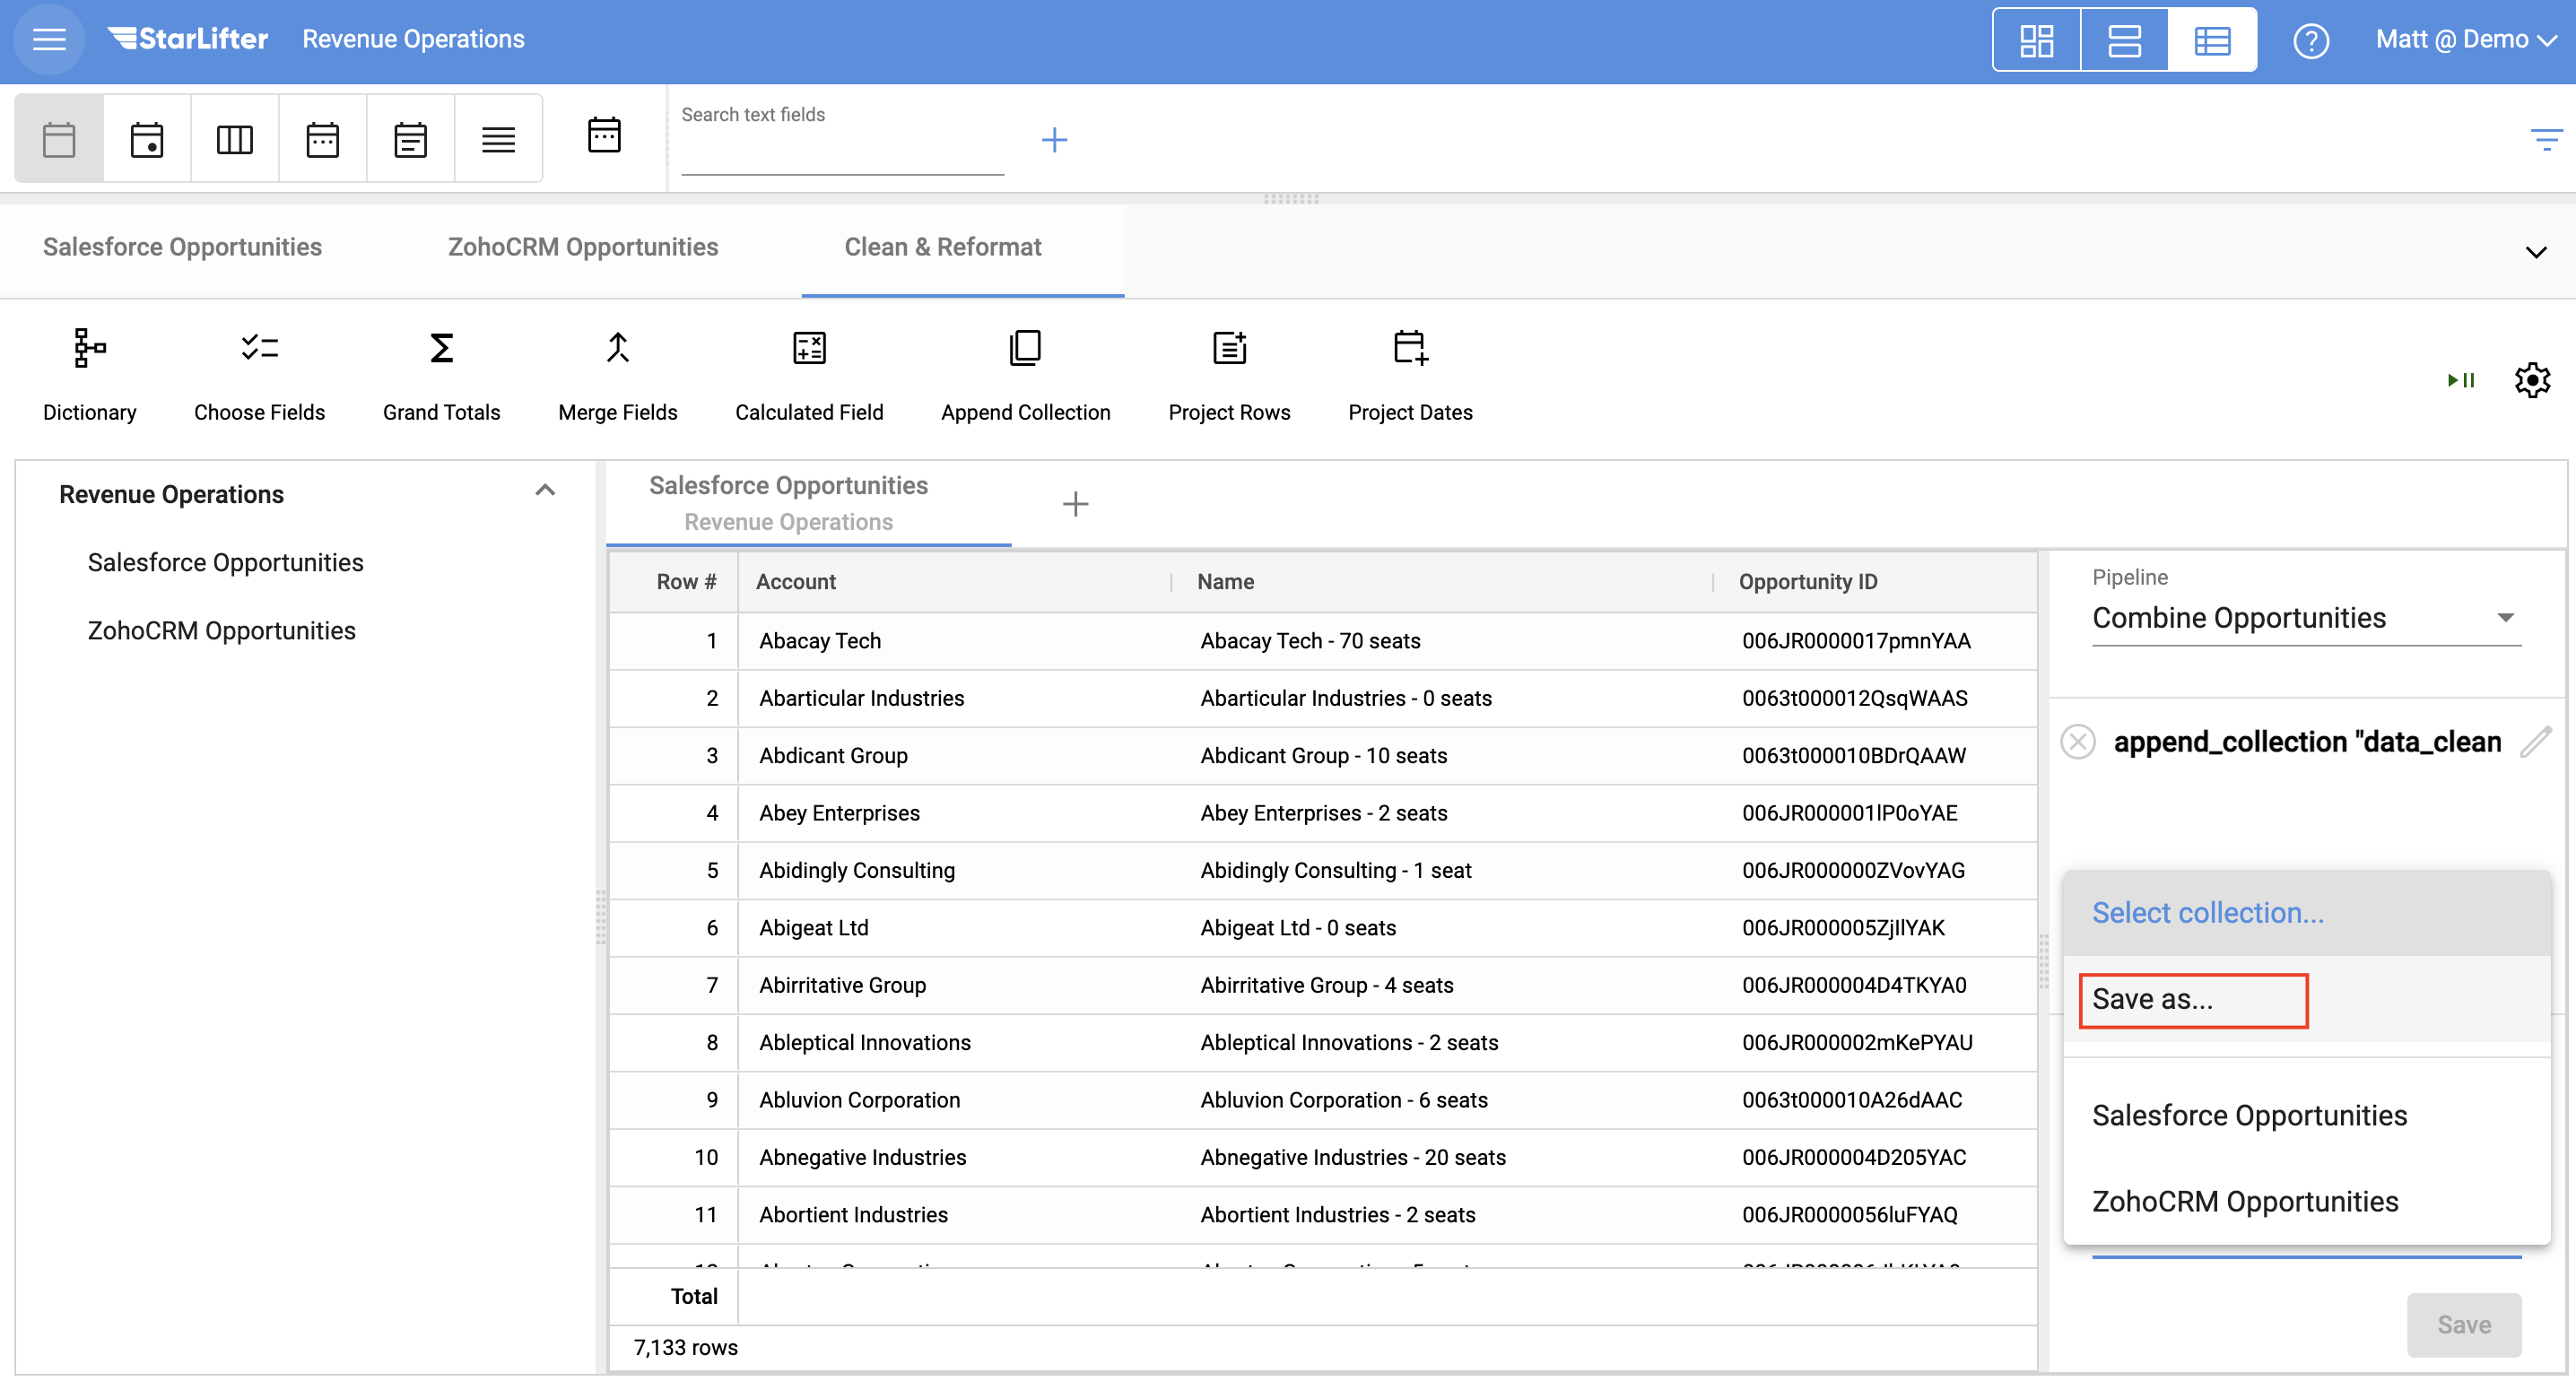 StarLifter
Revenue Operations
Matt @ Demo
Search text fields
Salesforce Opportunities
ZohoCRM Opportunities
Clean & Reformat
Dictionary
Choose Fields
Grand Totals
Merge Fields
Calculated Field
Append Collection
Project Rows
Project Dates
Revenue Operations
Salesforce Opportunities
ZohoCRM Opportunities
Salesforce Opportunities
Revenue Operations
Row # Account Name Opportunity ID
1 Abacay Tech Abacay Tech - 70 seats 006JR0000017pmnYAA
2 Abarticular Industries Abarticular Industries - 0 seats 0063t000012QsqWAAS
3 Abdicant Group Abdicant Group - 10 seats 0063t000010BDrQAAW
4 Abey Enterprises Abey Enterprises - 2 seats 006JR000001lP0oYAE
5 Abidingly Consulting Abidingly Consulting - 1 seat 006JR000000ZVovYAG
6 Abigeat Ltd Abigeat Ltd - 0 seats 006JR000005ZjIlYAK
7 Abirritative Group Abirritative Group - 4 seats 006JR000004D4TKYA0
8 Ableptical Innovations Ableptical Innovations - 2 seats 006JR000002mKePYAU
9 Abluvion Corporation Abluvion Corporation - 6 seats 0063t000010A26dAAC
10 Abnegative Industries Abnegative Industries - 20 seats 006JR000004D205YAC
11 Abortient Industries Abortient Industries - 2 seats 006JR0000056luFYAQ
Total
7,133 rows
Pipeline
Combine Opportunities
append_collection "data_clean
Select collection...
Save as...
Salesforce Opportunities
ZohoCRM Opportunities
Save